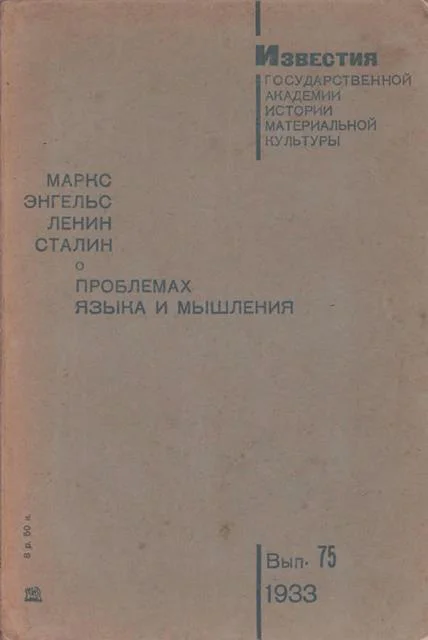 ИЗВЕСТИЯ
ГОСУДАРСТВЕННОЙ
АКАДЕМИИ
ИСТОРИИ
МАТЕРИАЛЬНОЙ
КУЛЬТУРЫ
МАРКС
ЭНГЕЛЬС
ЛЕНИН
СТАЛИН
О
ПРОБЛЕМАХ
ЯЗЫКА И МЫШЛЕНИЯ
8 р. 50 к.
Вып. 75
1933